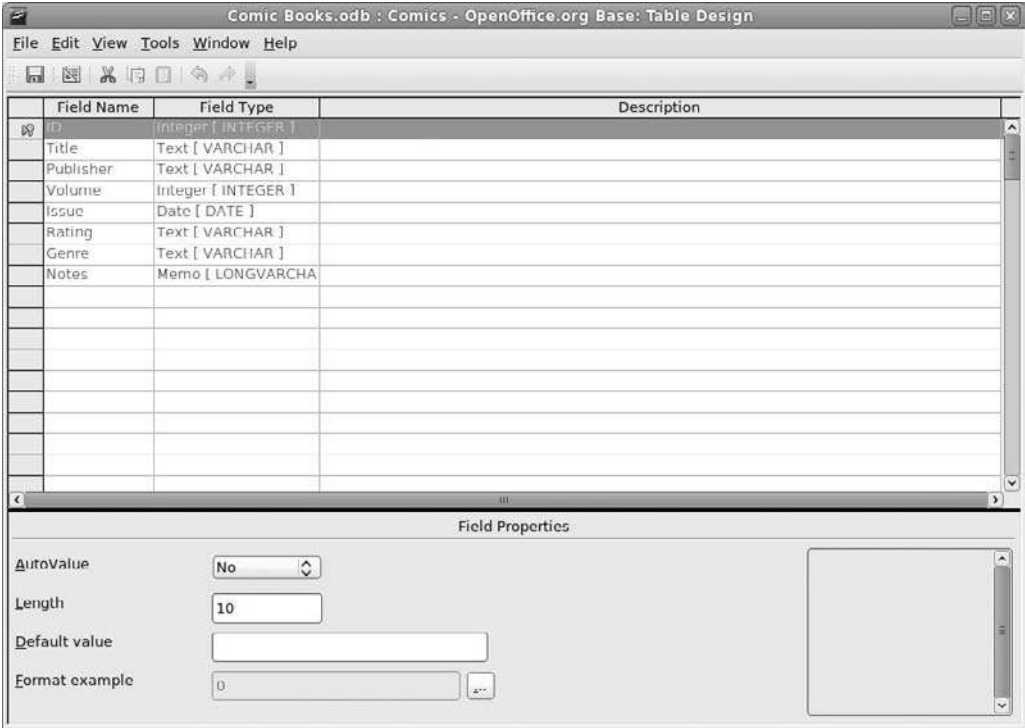 Comic Books.odb : Comics - OpenOffice.org Base: Table Design
File Edit View Tools Window Help
Field Name Field Type Description
ID Integer [ INTEGER ]
Title Text [ VARCHAR ]
Publisher Text [ VARCHAR ]
Volume Integer [ INTEGER ]
Issue Date [ DATE ]
Rating Text [ VARCHAR ]
Genre Text [ VARCHAR ]
Notes Memo [ LONGVARCHA
Field Properties
AutoValue No
Length 10
Default value
Format example 0 ...